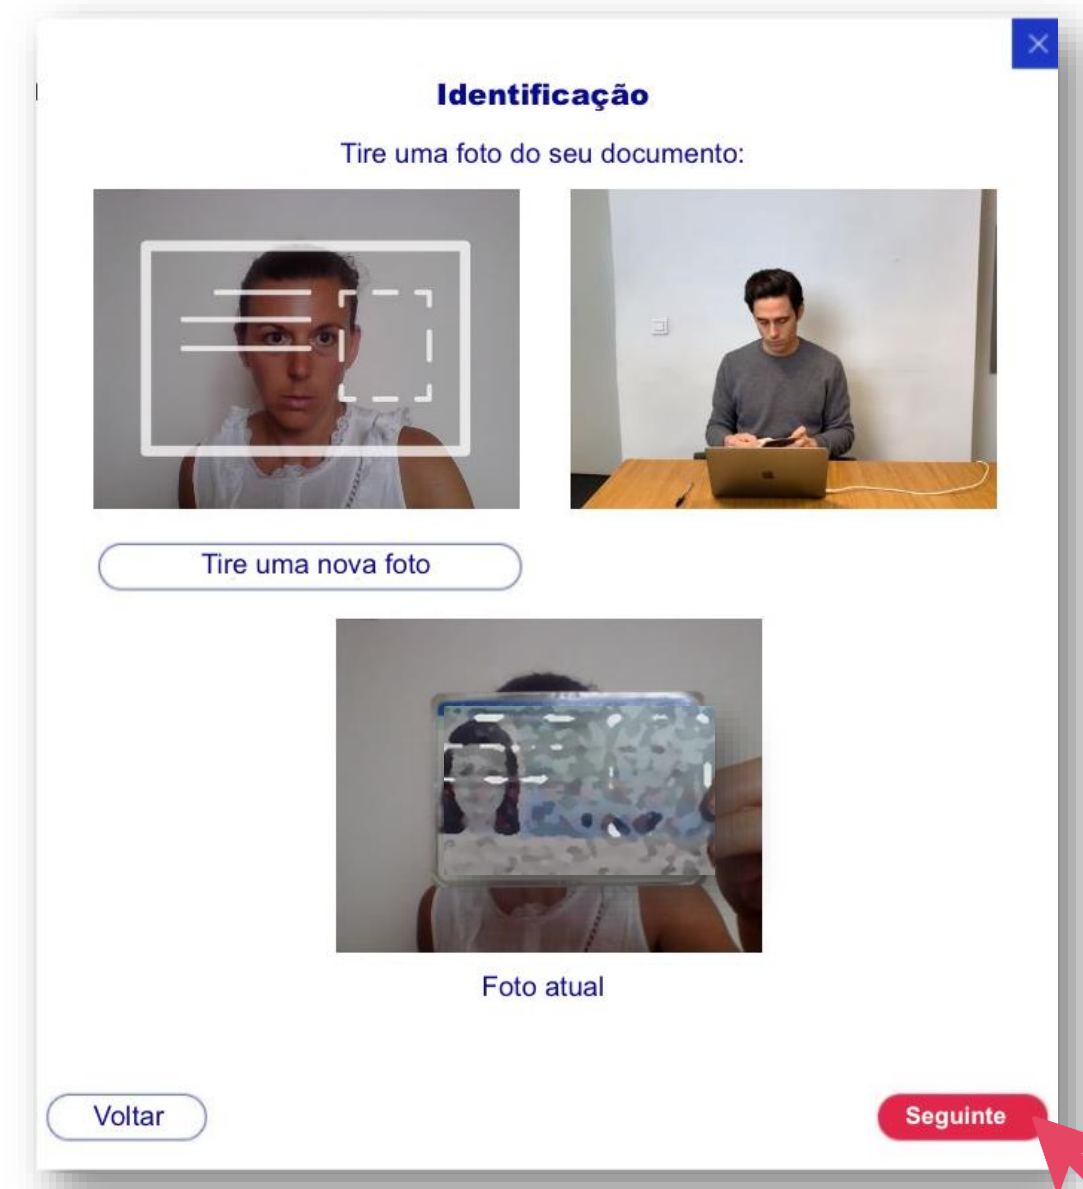 Identificação
Tire uma foto do seu documento:
Tire uma nova foto
Foto atual
Voltar
Seguinte